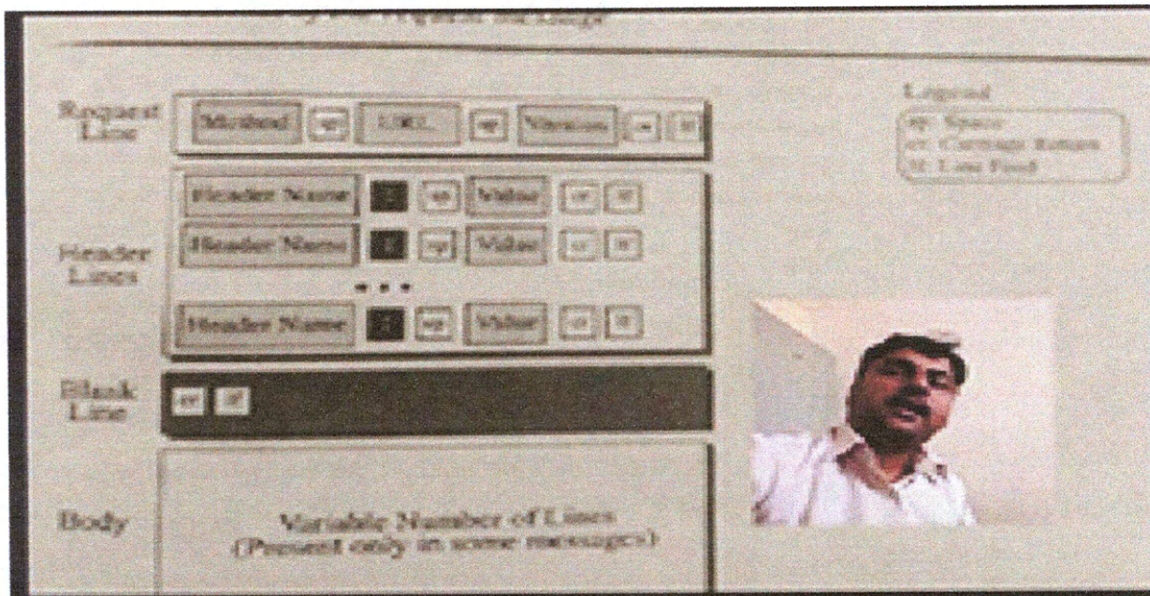 Request Line
Method sp URL sp Version cr lf
Legend
sp: Space
cr: Carriage Return
lf: Line Feed
Header Lines
Header Name : sp Value cr lf
Header Name : sp Value cr lf
...
Header Name : sp Value cr lf
Blank Line
cr lf
Body
Variable Number of Lines
(Present only in some messages)